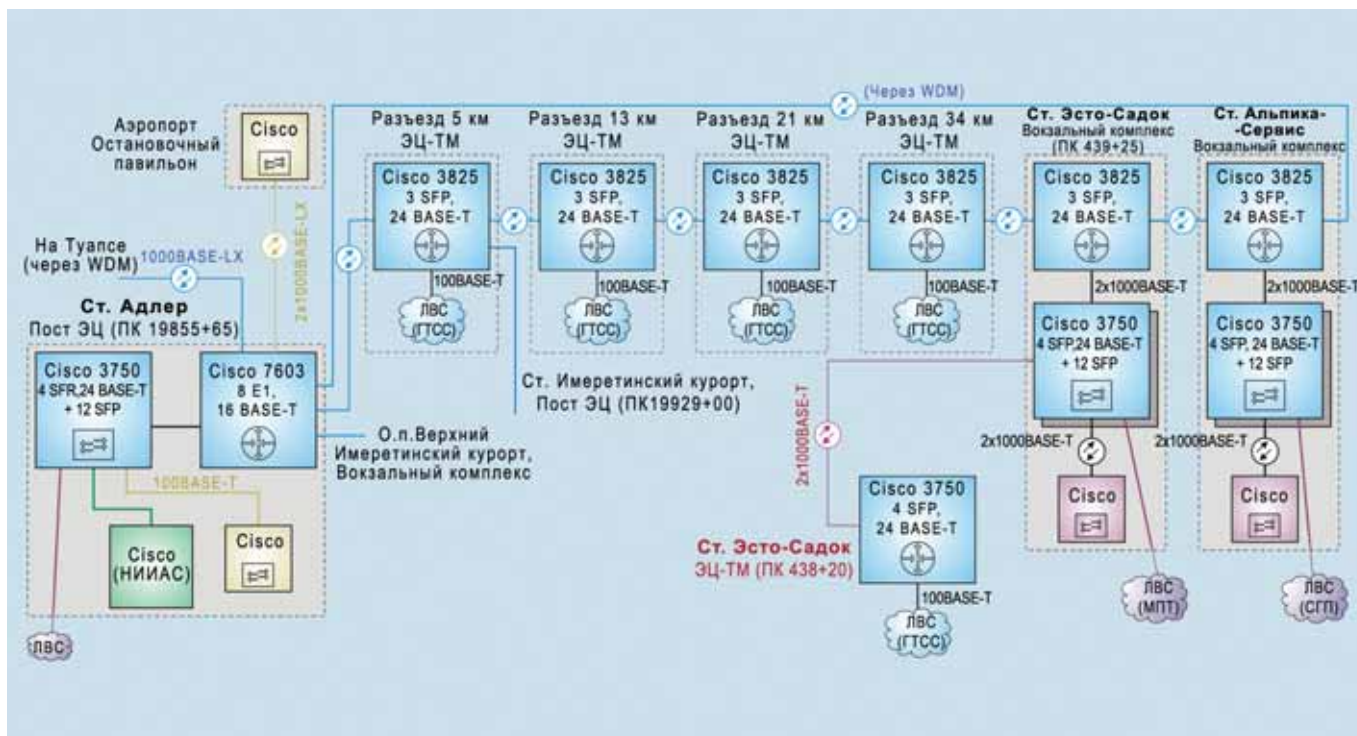 (Через WDM)
Аэропорт
Остановочный
павильон
Cisco
2x1000BASE-LX
На Туапсе
(через WDM)
1000BASE-LX
Ст. Адлер
Пост ЭЦ (ПК 19855+65)
Cisco 3750
4 SFR,24 BASE-T
+ 12 SFP
Cisco 7603
8 E1,
16 BASE-T
100BASE-T
Cisco
(НИИАС)
Cisco
ЛВС
О.п.Верхний
Имеретинский курорт,
Вокзальный комплекс
Разъезд 5 км
ЭЦ-ТМ
Cisco 3825
3 SFP,
24 BASE-T
100BASE-T
ЛВС
(ГТСС)
Ст. Имеретинский курорт,
Пост ЭЦ (ПК19929+00)
Разъезд 13 км
ЭЦ-ТМ
Cisco 3825
3 SFP,
24 BASE-T
100BASE-T
ЛВС
(ГТСС)
Разъезд 21 км
ЭЦ-ТМ
Cisco 3825
3 SFP,
24 BASE-T
100BASE-T
ЛВС
(ГТСС)
Разъезд 34 км
ЭЦ-ТМ
Cisco 3825
3 SFP,
24 BASE-T
100BASE-T
ЛВС
(ГТСС)
Ст. Эсто-Садок
Вокзальный комплекс
(ПК 439+25)
Cisco 3825
3 SFP,
24 BASE-T
2x1000BASE-T
Cisco 3750
4 SFP,24 BASE-T
+ 12 SFP
2x1000BASE-T
Cisco
ЛВС
(МПТ)
Ст. Альпика-
-Сервис
Вокзальный комплекс
Cisco 3825
3 SFP,
24 BASE-T
2x1000BASE-T
Cisco 3750
4 SFP, 24 BASE-T
+ 12 SFP
2x1000BASE-T
Cisco
ЛВС
(СГП)
2x1000BASE-T
Ст. Эсто-Садок
ЭЦ-ТМ (ПК 438+20)
Cisco 3750
4 SFP,
24 BASE-T
100BASE-T
ЛВС
(ГТСС)